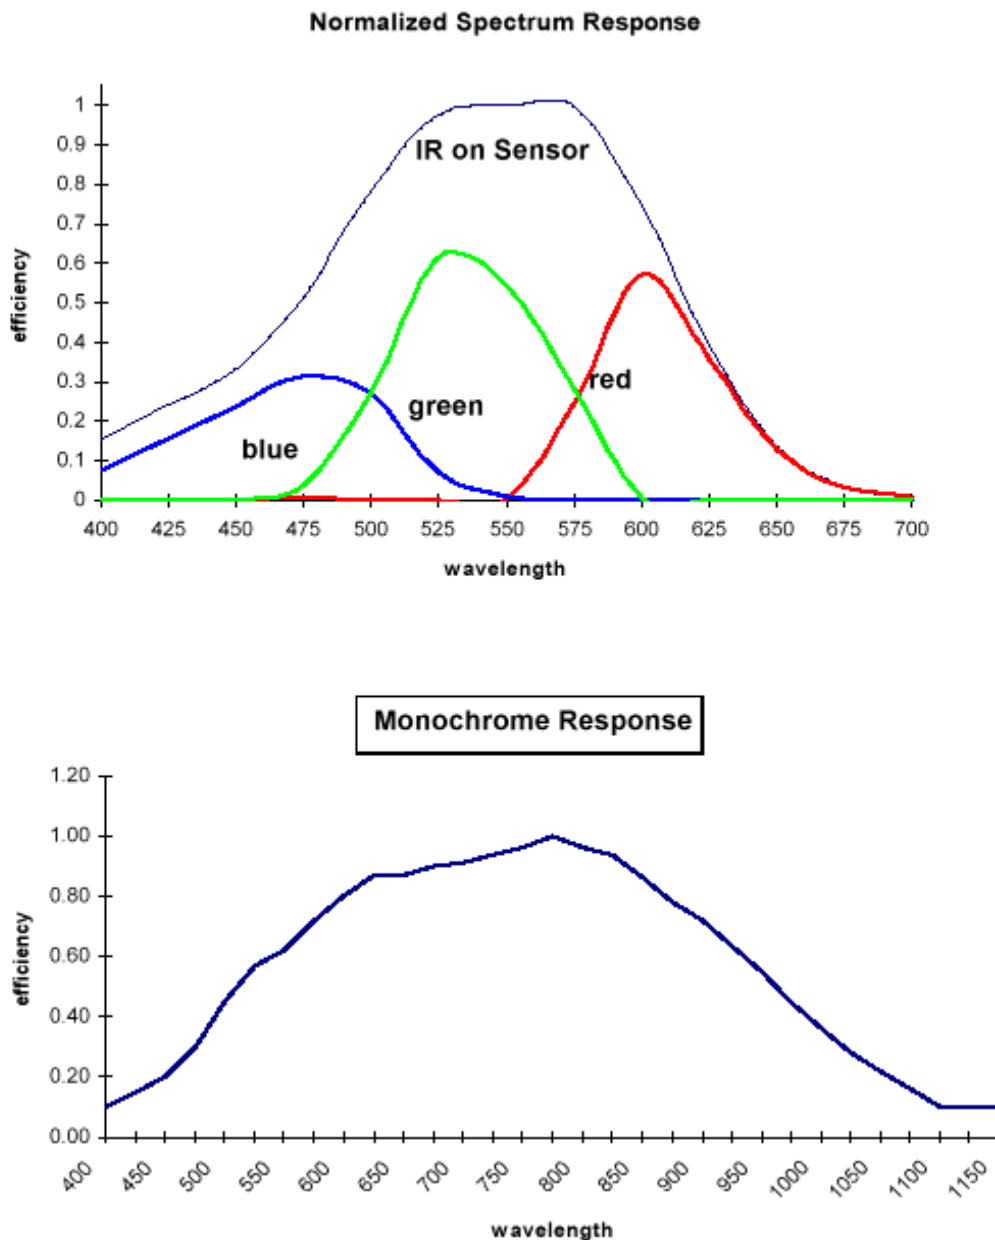 Normalized Spectrum Response
1
0.9
0.8
0.7
0.6
0.5
0.4
0.3
0.2
0.1
0
efficiency
IR on Sensor
blue
green
red
400 425 450 475 500 525 550 575 600 625 650 675 700
wavelength
Monochrome Response
1.20
1.00
0.80
0.60
0.40
0.20
0.00
efficiency
400 450 500 550 600 650 700 750 800 850 900 950 1000 1050 1100 1150
wavelength